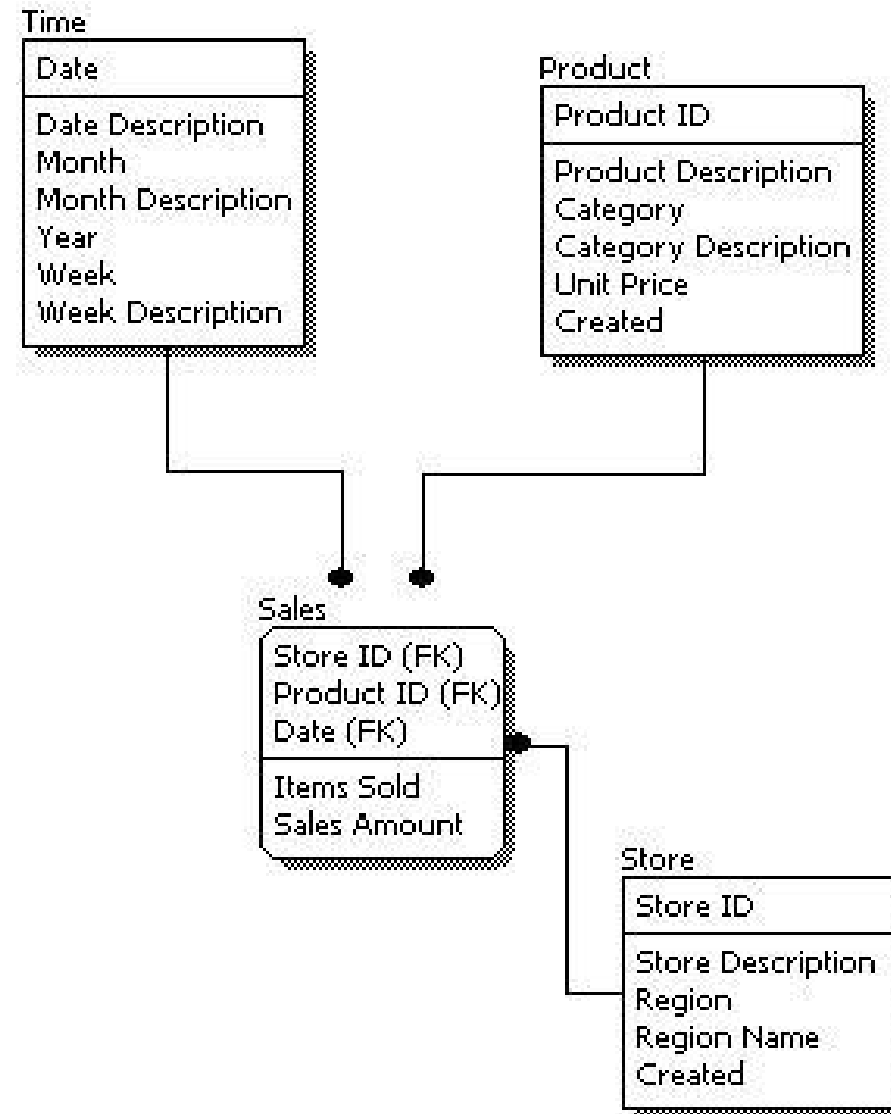 Time
Date
Date Description
Month
Month Description
Year
Week
Week Description
Product
Product ID
Product Description
Category
Category Description
Unit Price
Created
Sales
Store ID (FK)
Product ID (FK)
Date (FK)
Items Sold
Sales Amount
Store
Store ID
Store Description
Region
Region Name
Created